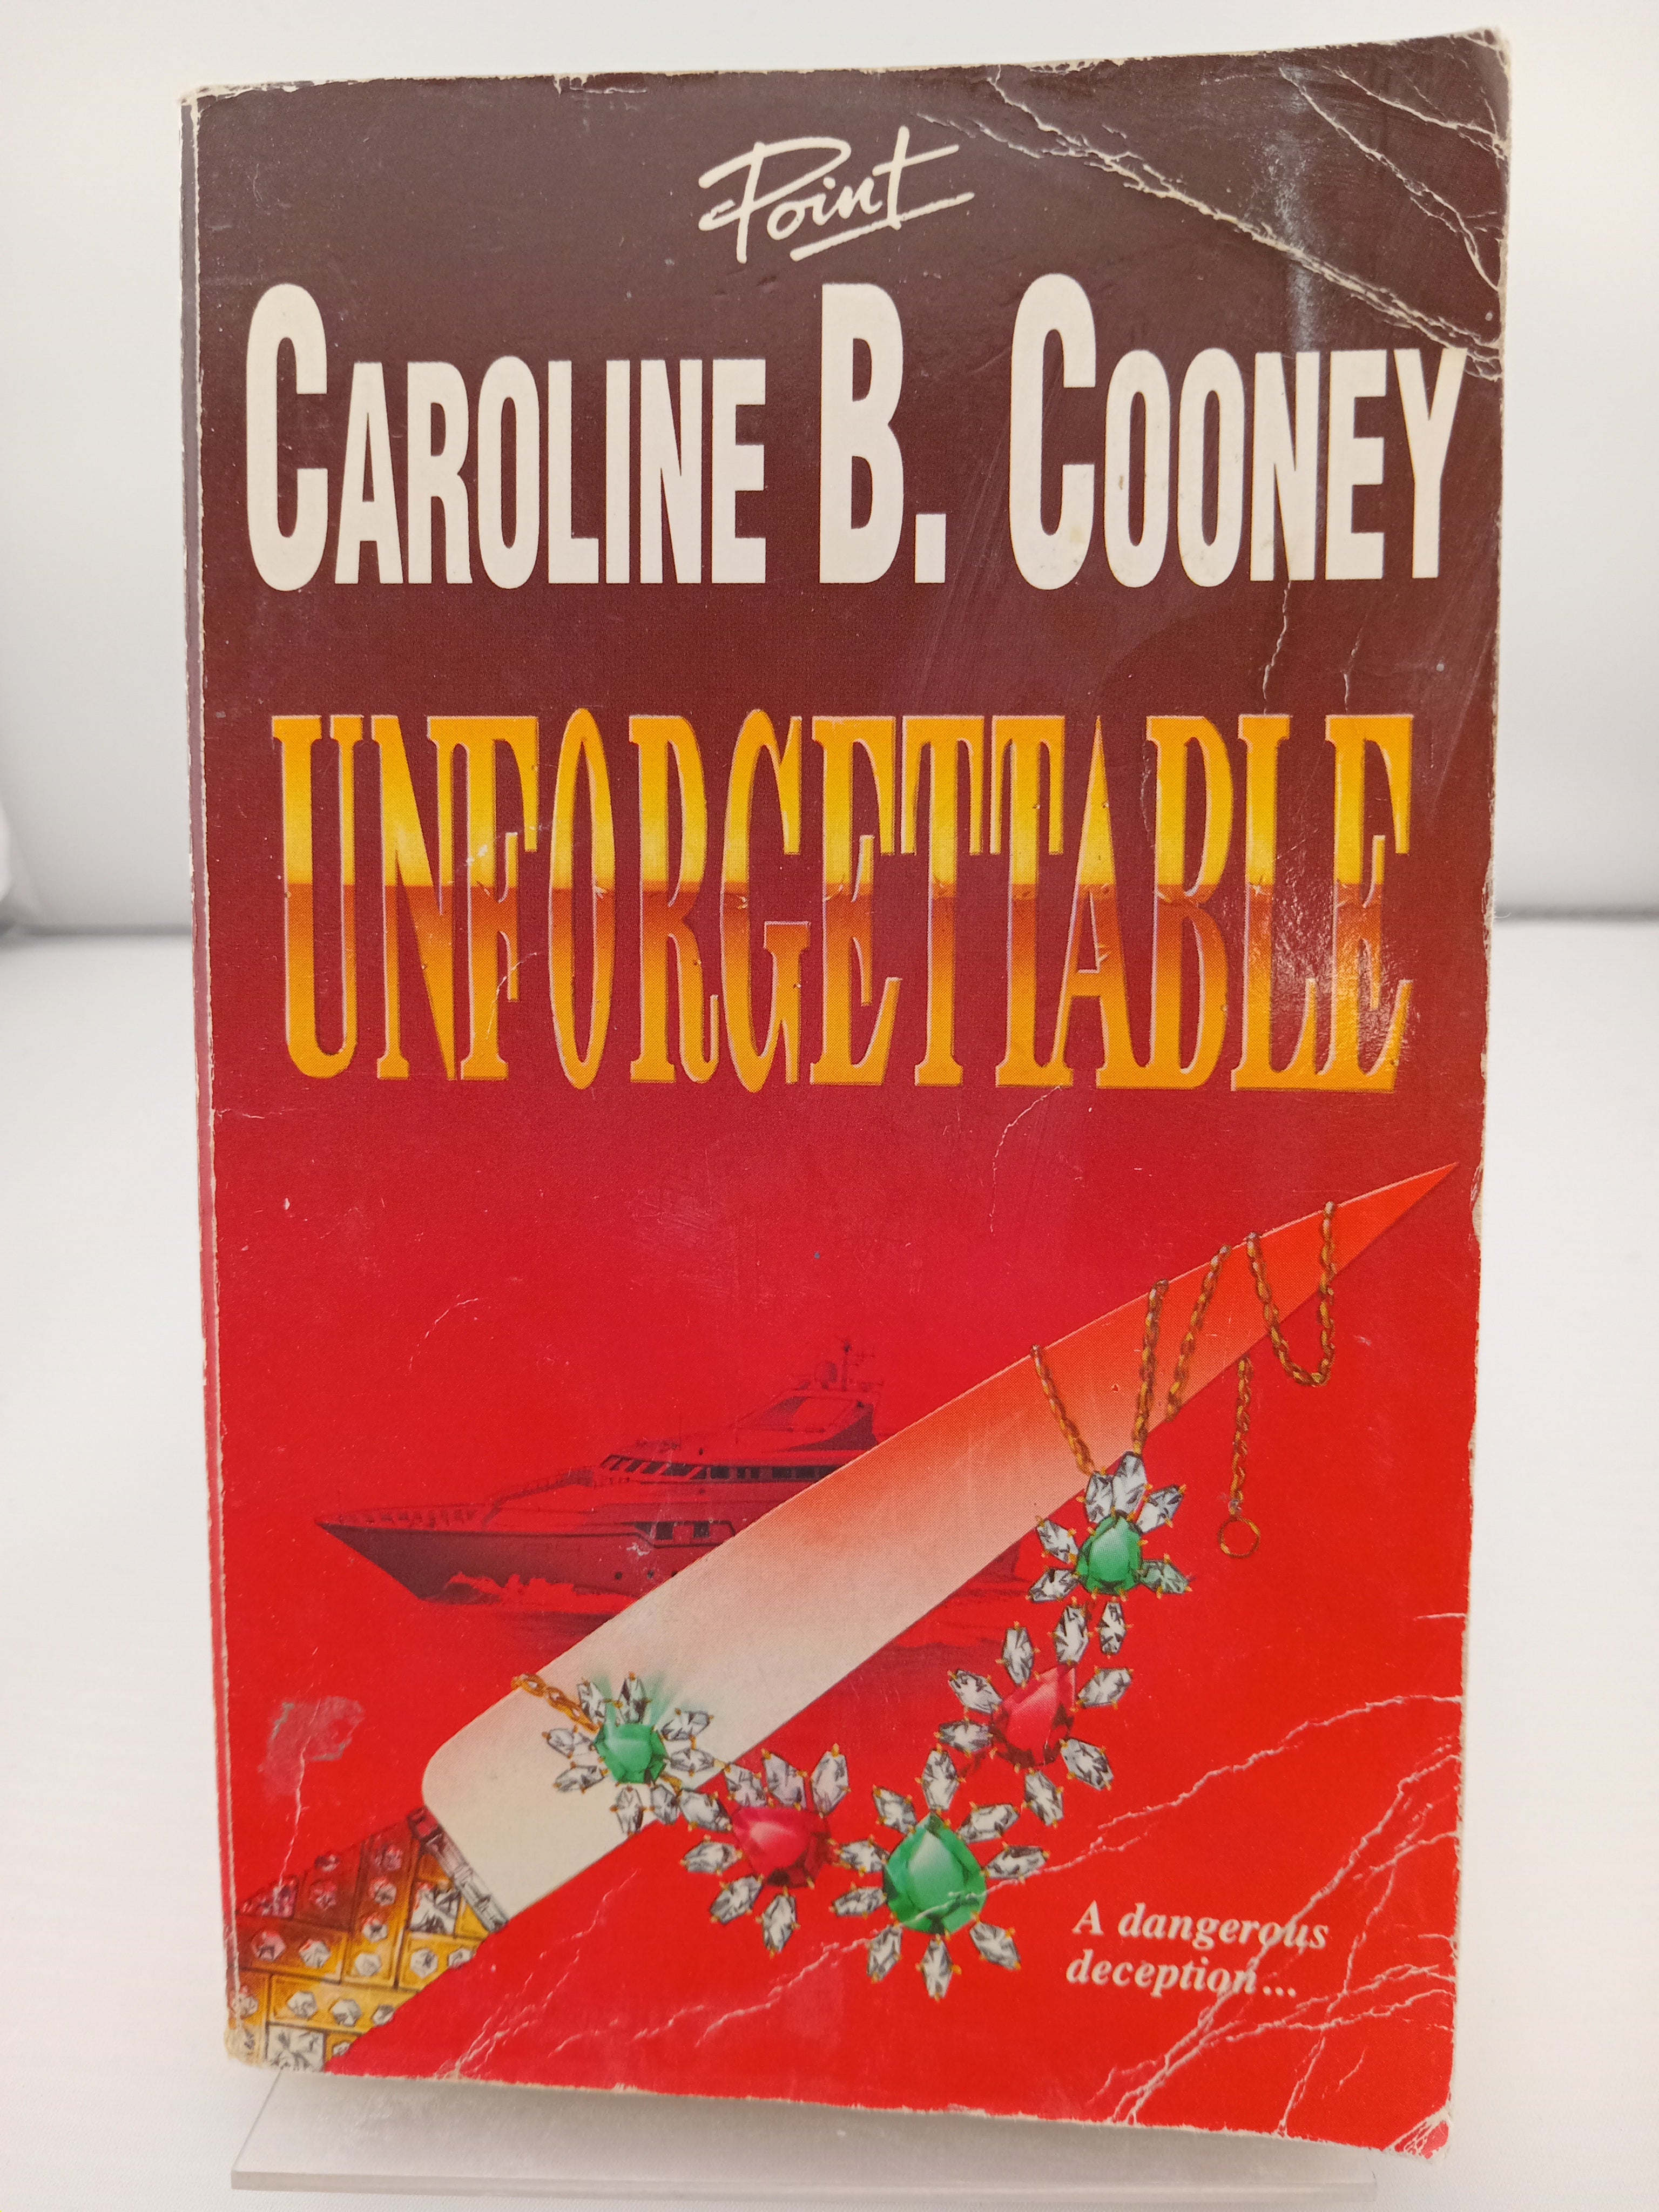 Point
CAROLINE B. COONEY
UNFORGETTABLE
A dangerous
deception...